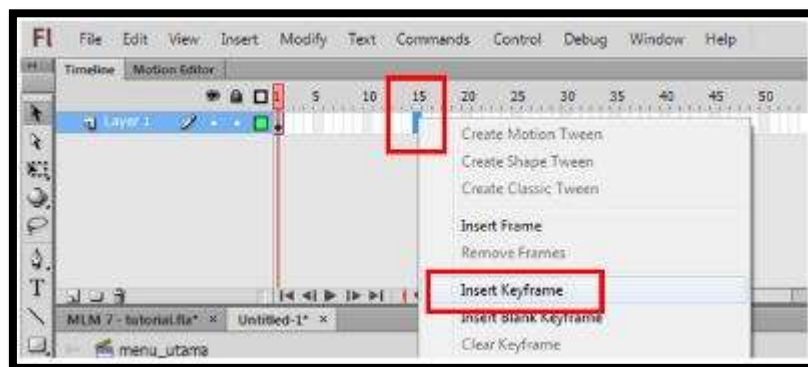 Fl File Edit View Insert Modify Text Commands Control Debug Window Help
Timeline Motion Editor
1 5 10 15 20 25 30 35 40 45 50
Layer 1
Create Motion Tween
Create Shape Tween
Create Classic Tween
Insert Frame
Remove Frames
Insert Keyframe
Insert Blank Keyframe
Clear Keyframe
T
MLM 7 - tutorial.fla* × Untitled-1* ×
menu_utama